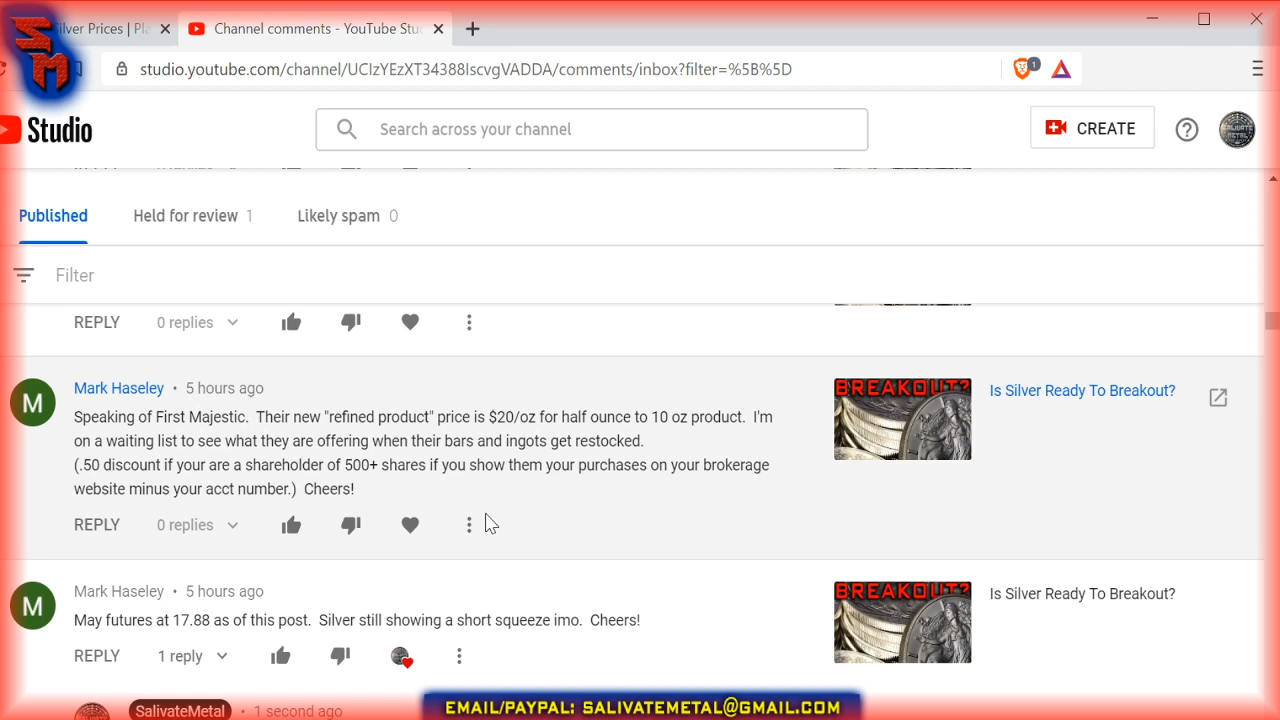 SM
Silver Prices | Pla
Channel comments - YouTube Stud
studio.youtube.com/channel/UClzYEzXT34388lscvgVADDA/comments/inbox?filter=%5B%5D
1
Studio
Search across your channel
CREATE
Published
Held for review 1
Likely spam 0
Filter
REPLY
0 replies
Mark Haseley • 5 hours ago
Speaking of First Majestic. Their new "refined product" price is $20/oz for half ounce to 10 oz product. I'm
on a waiting list to see what they are offering when their bars and ingots get restocked.
(.50 discount if your are a shareholder of 500+ shares if you show them your purchases on your brokerage
website minus your acct number.) Cheers!
BREAKOUT?
Is Silver Ready To Breakout?
REPLY
0 replies
Mark Haseley • 5 hours ago
May futures at 17.88 as of this post. Silver still showing a short squeeze imo. Cheers!
BREAKOUT?
Is Silver Ready To Breakout?
REPLY
1 reply
SalivateMetal • 1 second ago
EMAIL/PAYPAL: SALIVATEMETAL@GMAIL.COM